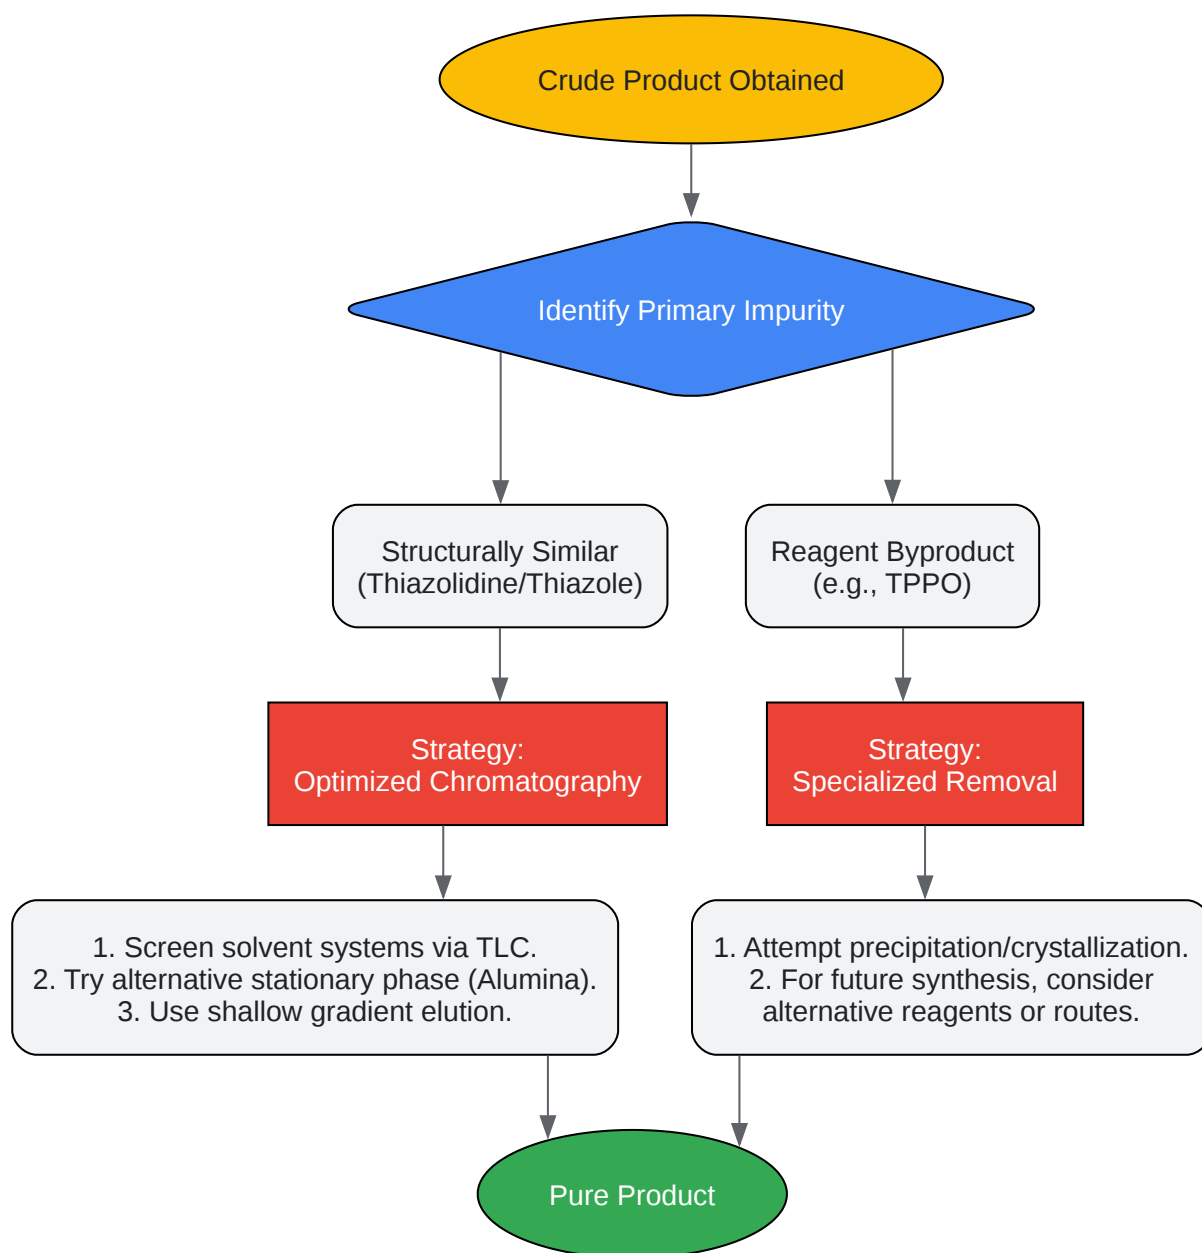 Crude Product Obtained
Identify Primary Impurity
Structurally Similar
(Thiazolidine/Thiazole)
Reagent Byproduct
(e.g., TPPO)
Strategy:
Optimized Chromatography
Strategy:
Specialized Removal
1. Screen solvent systems via TLC.
2. Try alternative stationary phase (Alumina).
3. Use shallow gradient elution.
1. Attempt precipitation/crystallization.
2. For future synthesis, consider
alternative reagents or routes.
Pure Product